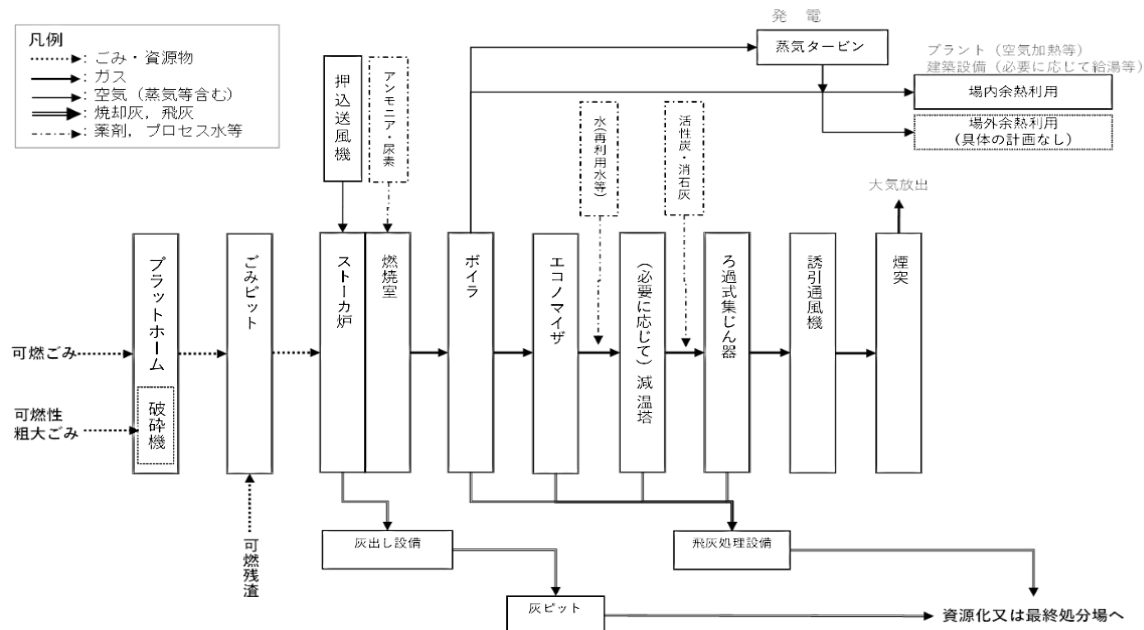 凡例
: ごみ・資源物
: ガス
: 空気（蒸気等含む）
: 焼却灰，飛灰
: 薬剤，プロセス水等
押込送風機
アンモニア・尿素
水(再利用水等)
活性炭・消石灰
発 電
蒸気タービン
プラント（空気加熱等）
建築設備（必要に応じて給湯等）
場内余熱利用
場外余熱利用
(具体の計画なし)
大気放出
可燃ごみ
可燃性
粗大ごみ
プラットホーム
破砕機
ごみピット
ストーカ炉
燃焼室
ボイラ
エコノマイザ
（必要に応じて）減温塔
ろ過式集じん器
誘引通風機
煙突
可燃残渣
灰出し設備
飛灰処理設備
灰ピット
資源化又は最終処分場へ